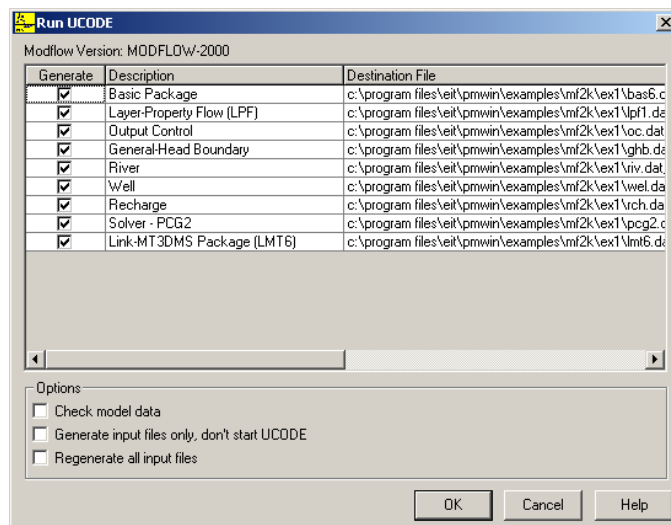 Run UCODE
Modflow Version: MODFLOW-2000
Generate Description Destination File
Basic Package c:\program files\eit\pmwin\examples\mf2k\ex1\bas6.d
Layer-Property Flow (LPF) c:\program files\eit\pmwin\examples\mf2k\ex1\lpf1.da
Output Control c:\program files\eit\pmwin\examples\mf2k\ex1\oc.dat
General-Head Boundary c:\program files\eit\pmwin\examples\mf2k\ex1\ghb.da
River c:\program files\eit\pmwin\examples\mf2k\ex1\riv.dat
Well c:\program files\eit\pmwin\examples\mf2k\ex1\wel.da
Recharge c:\program files\eit\pmwin\examples\mf2k\ex1\rch.da
Solver - PCG2 c:\program files\eit\pmwin\examples\mf2k\ex1\pcg2.d
Link-MT3DMS Package (LMT6) c:\program files\eit\pmwin\examples\mf2k\ex1\lmt6.da
Options
Check model data
Generate input files only, don't start UCODE
Regenerate all input files
OK Cancel Help